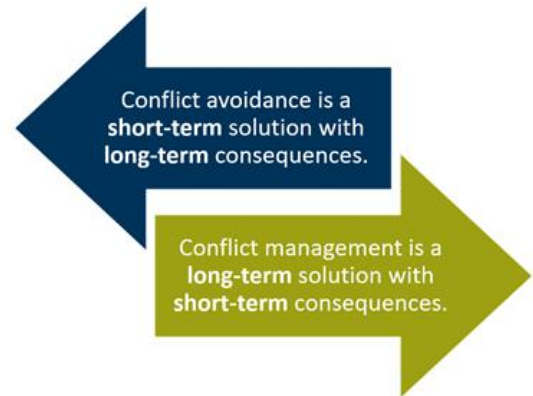 Conflict avoidance is a
short-term solution with
long-term consequences.
Conflict management is a
long-term solution with
short-term consequences.